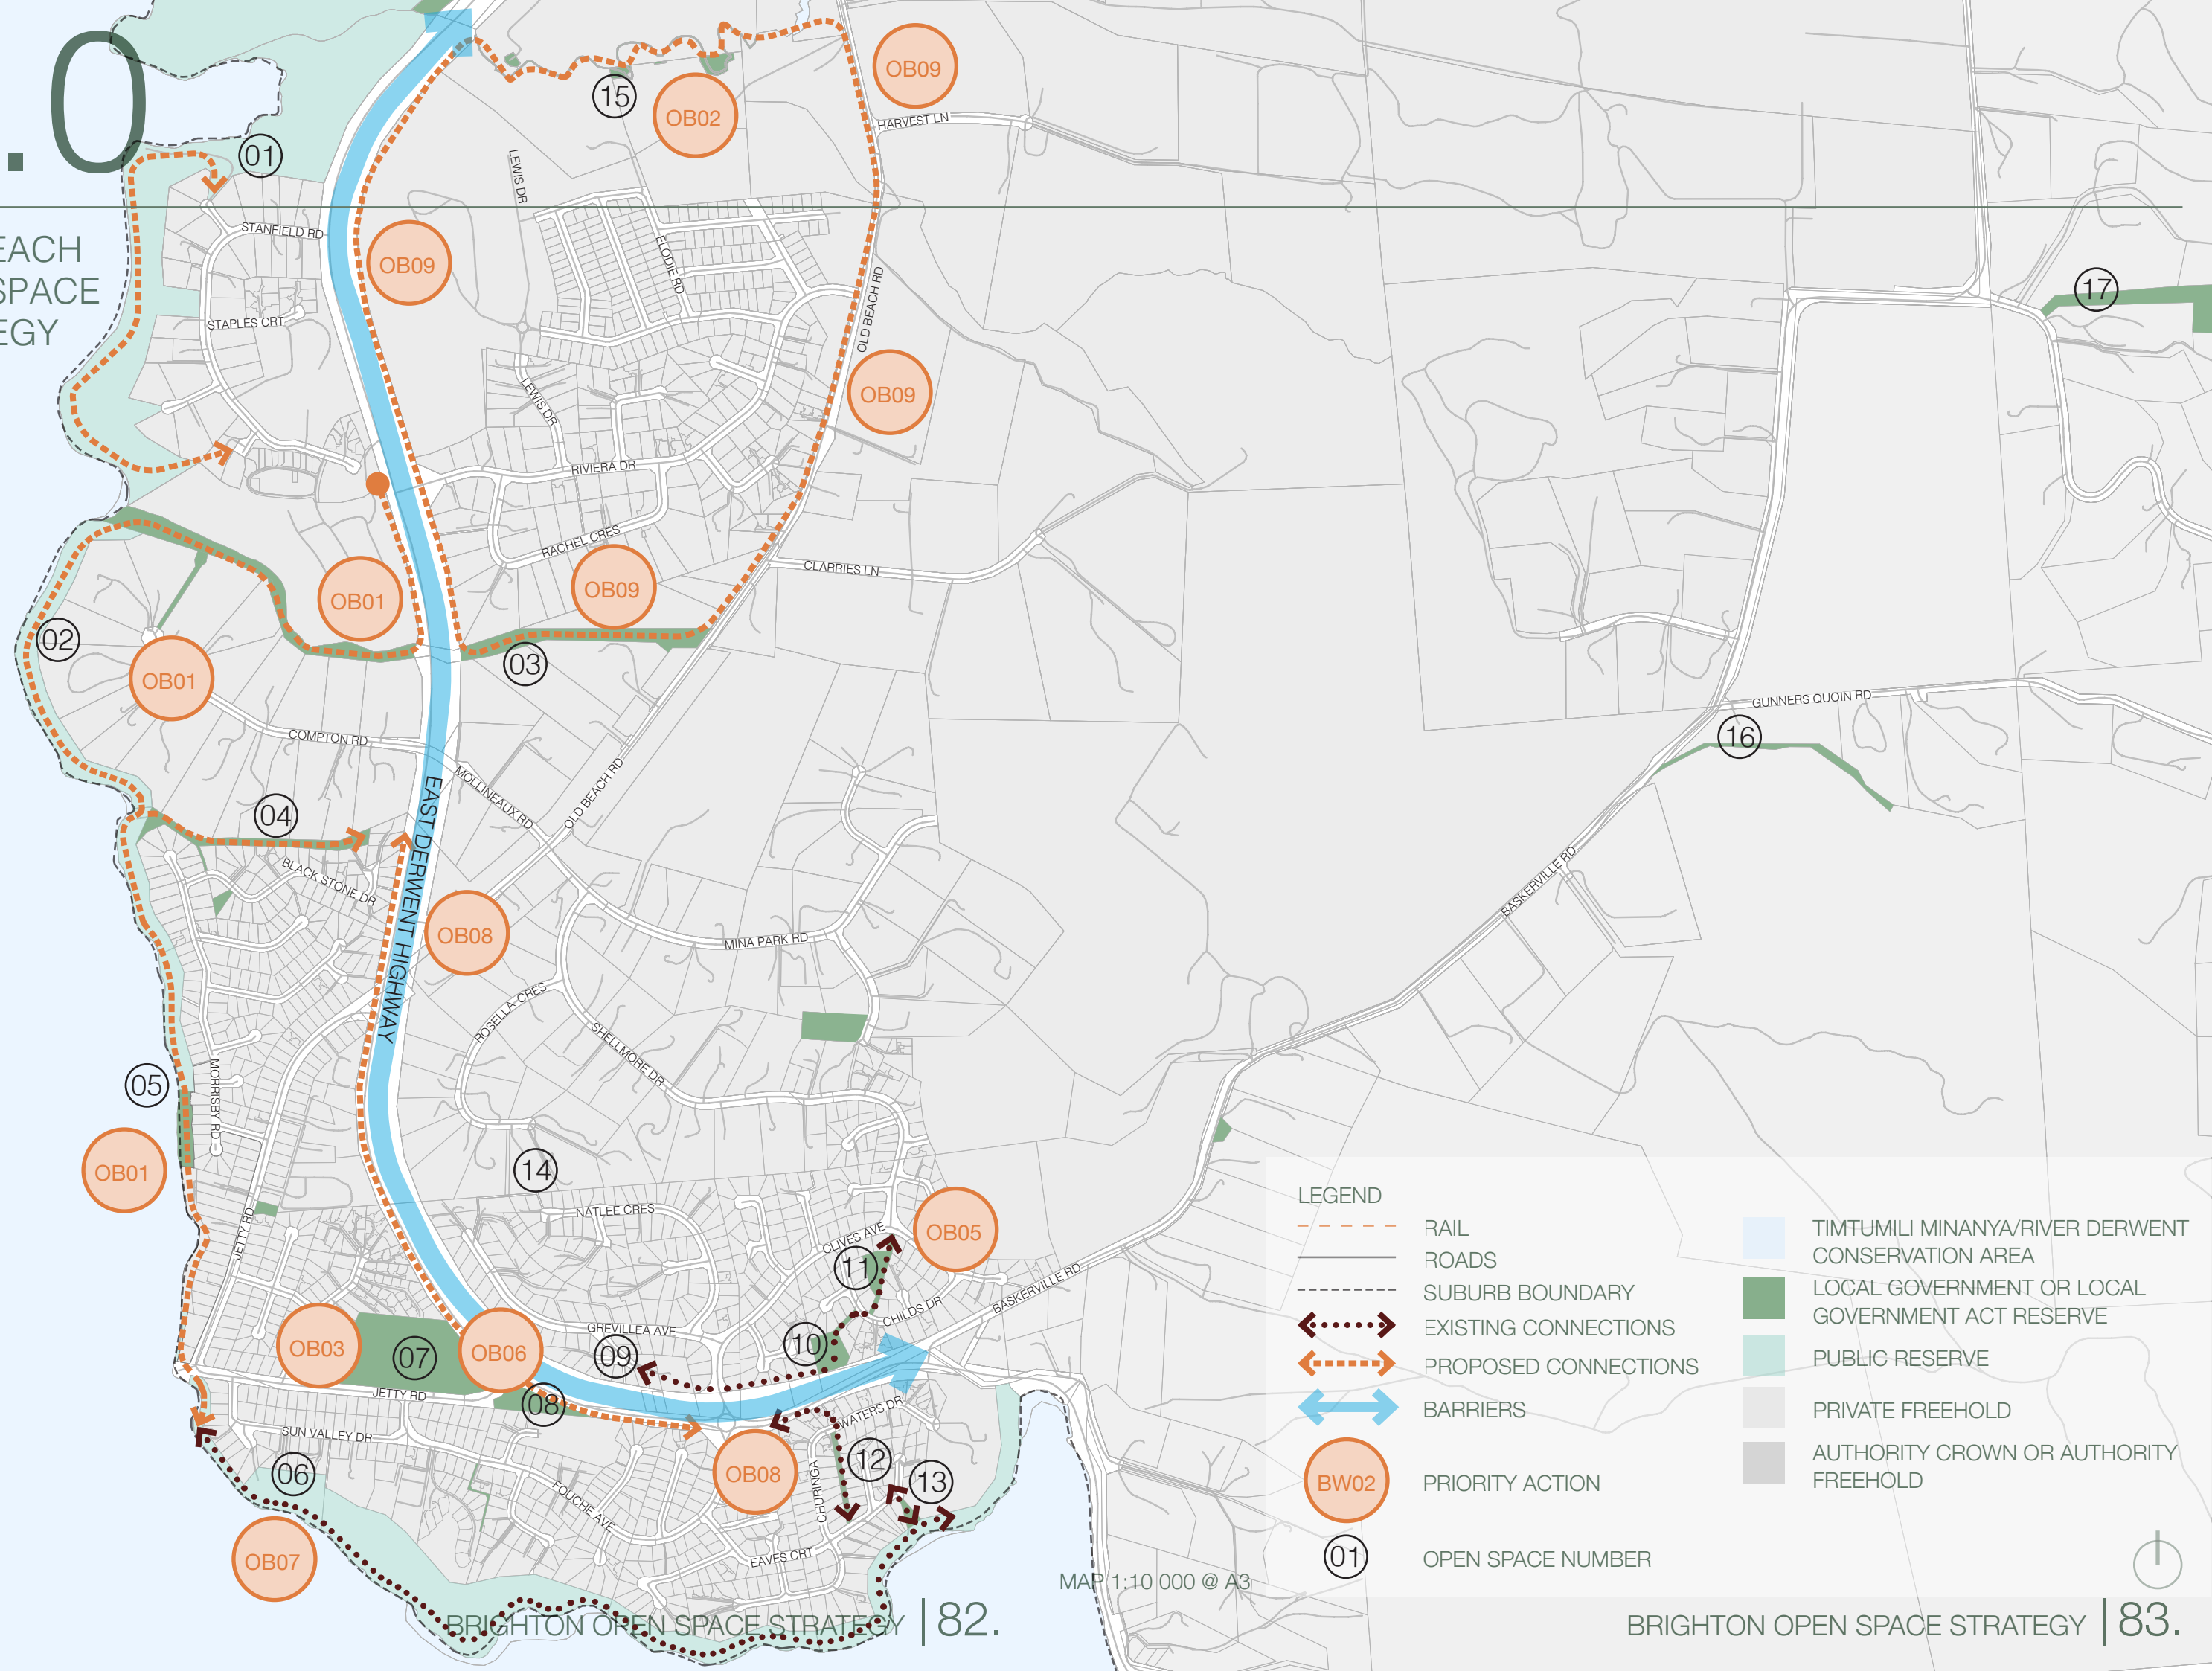 .0
EACH
SPACE
EGY
01
15
OB02
OB09
HARVEST LN
LEWIS DR
STANFIELD RD
OB09
ELODIE RD
OLD BEACH RD
STAPLES CRT
17
LEWIS DR
OB09
RIVIERA DR
RACHEL CRES
CLARRIES LN
OB01
OB09
02
03
OB01
GUNNERS QUOIN RD
16
COMPTON RD
MOLLINEAUX RD
OLD BEACH RD
EAST DERWENT HIGHWAY
04
BLACK STONE DR
BASKERVILLE RD
OB08
MINA PARK RD
ROSELLA CRES
SHELLMORE DR
05
MORRISBY RD
OB01
14
NATLEE CRES
JETTY RD
CLIVES AVE
OB05
11
BASKERVILLE RD
CHILDS DR
OB03
07
OB06
GREVILLEA AVE
09
10
JETTY RD
08
WATERS DR
SUN VALLEY DR
06
OB08
12
13
CHURINGA
FOUCHE AVE
EAVES CRT
OB07
LEGEND
RAIL
ROADS
SUBURB BOUNDARY
EXISTING CONNECTIONS
PROPOSED CONNECTIONS
BARRIERS
BW02
PRIORITY ACTION
01
OPEN SPACE NUMBER
TIMTUMILI MINANYA/RIVER DERWENT
CONSERVATION AREA
LOCAL GOVERNMENT OR LOCAL
GOVERNMENT ACT RESERVE
PUBLIC RESERVE
PRIVATE FREEHOLD
AUTHORITY CROWN OR AUTHORITY
FREEHOLD
MAP 1:10 000 @ A3
BRIGHTON OPEN SPACE STRATEGY | 82.
BRIGHTON OPEN SPACE STRATEGY | 83.